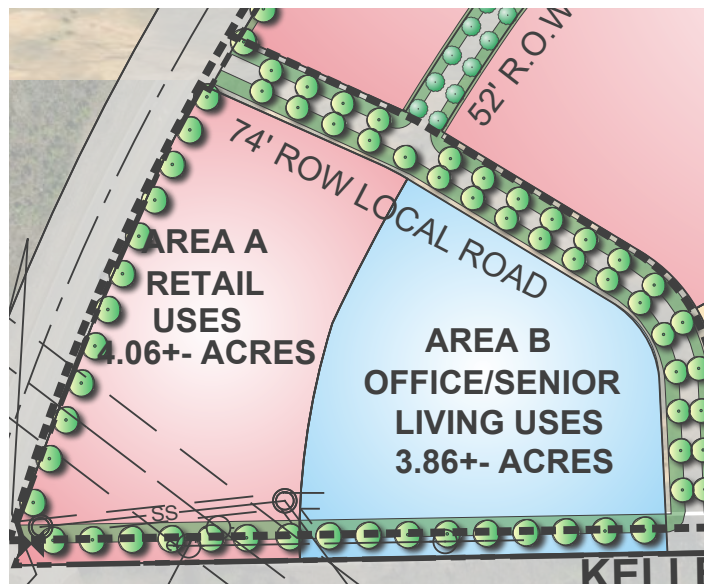 52' R.O.W
74' ROW LOCAL ROAD
AREA A
RETAIL
USES
4.06+- ACRES
AREA B
OFFICE/SENIOR
LIVING USES
3.86+- ACRES
SS